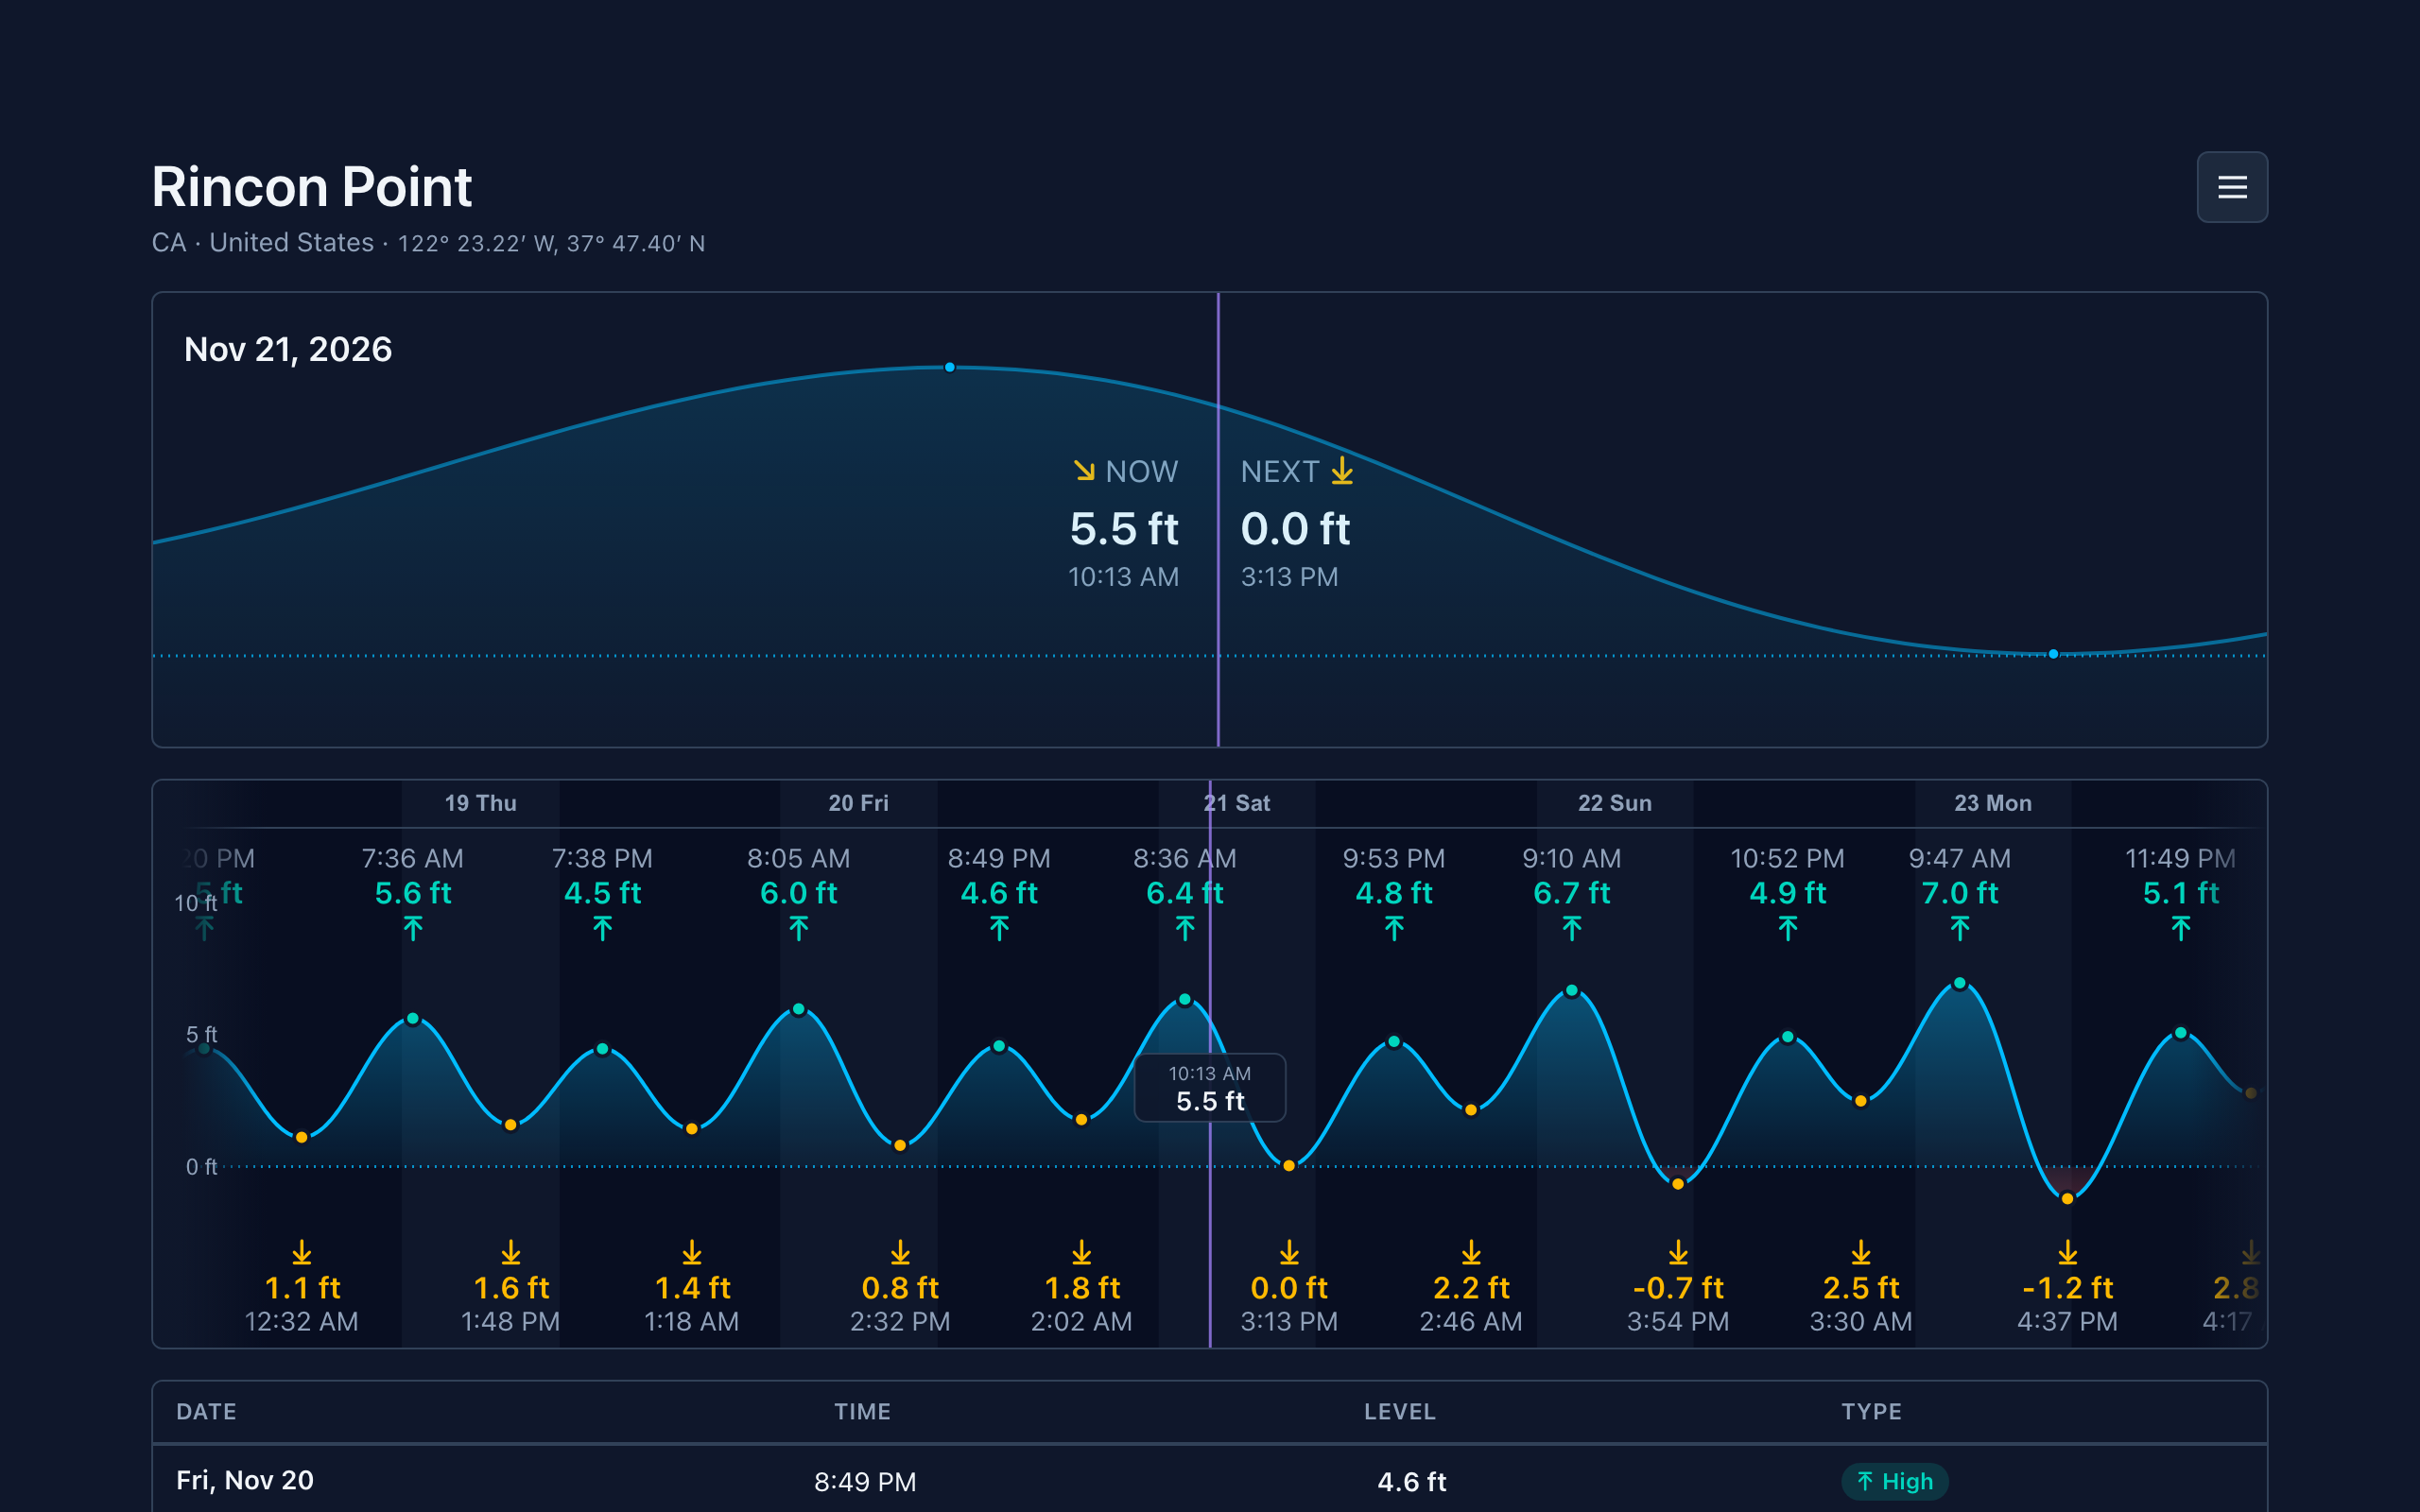 Rincon Point
CA · United States · 122° 23.22′ W, 37° 47.40′ N
Nov 21, 2026
NOW NEXT
5.5 ft 0.0 ft
10:13 AM 3:13 PM
19 Thu 20 Fri 21 Sat 22 Sun 23 Mon
PM 7:36 AM 7:38 PM 8:05 AM 8:49 PM 8:36 AM 9:53 PM 9:10 AM 10:52 PM 9:47 AM 11:49 PM
5 ft 5.6 ft 4.5 ft 6.0 ft 4.6 ft 6.4 ft 4.8 ft 6.7 ft 4.9 ft 7.0 ft 5.1 ft
10 ft
5 ft
10:13 AM
5.5 ft
0 ft
1.1 ft 1.6 ft 1.4 ft 0.8 ft 1.8 ft 0.0 ft 2.2 ft -0.7 ft 2.5 ft -1.2 ft 2.8
12:32 AM 1:48 PM 1:18 AM 2:32 PM 2:02 AM 3:13 PM 2:46 AM 3:54 PM 3:30 AM 4:37 PM 4:17
DATE TIME LEVEL TYPE
Fri, Nov 20 8:49 PM 4.6 ft High